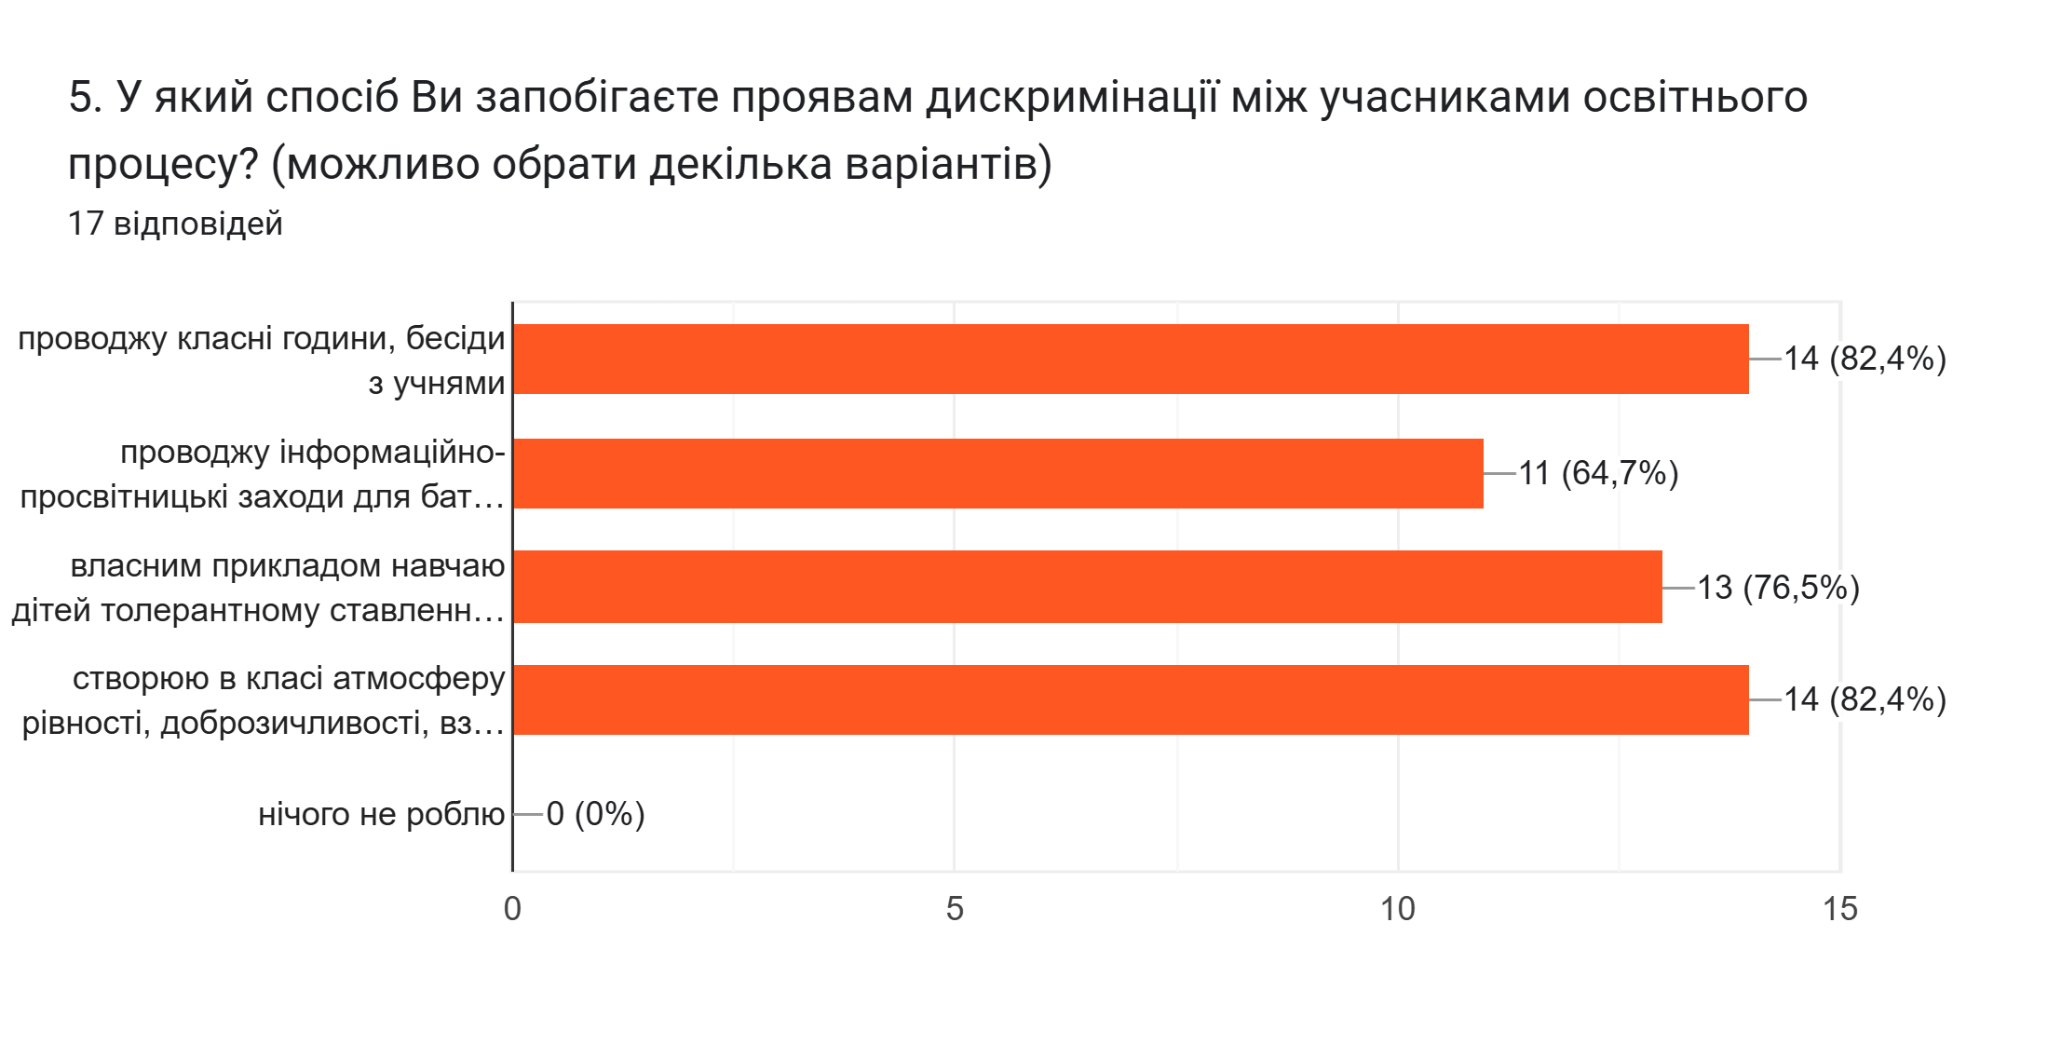 5. У який спосіб Ви запобігаєте проявам дискримінації між учасниками освітнього
процесу? (можливо обрати декілька варіантів)
17 відповідей
проводжу класні години, бесіди
з учнями
14 (82,4%)
проводжу інформаційно-
просвітницькі заходи для бат…
11 (64,7%)
власним прикладом навчаю
дітей толерантному ставленн…
13 (76,5%)
створюю в класі атмосферу
рівності, доброзичливості, вз…
14 (82,4%)
нічого не роблю
0 (0%)
0 5 10 15